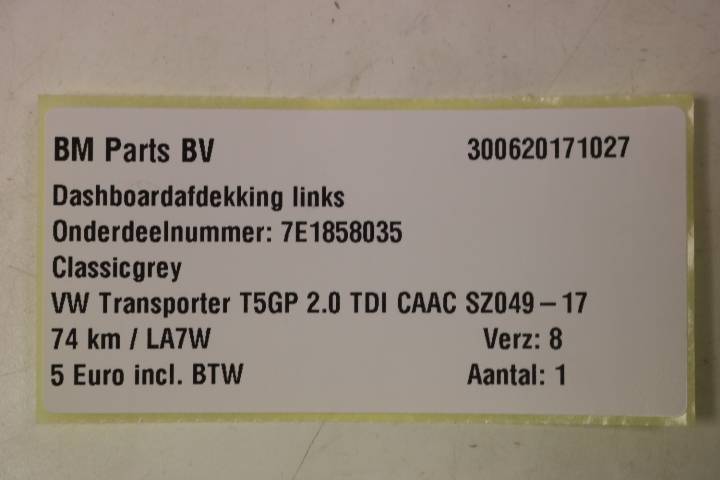 BM Parts BV 300620171027
Dashboardafdekking links
Onderdeelnummer: 7E1858035
Classicgrey
VW Transporter T5GP 2.0 TDI CAAC SZ049 – 17
74 km / LA7W Verz: 8
5 Euro incl. BTW Aantal: 1